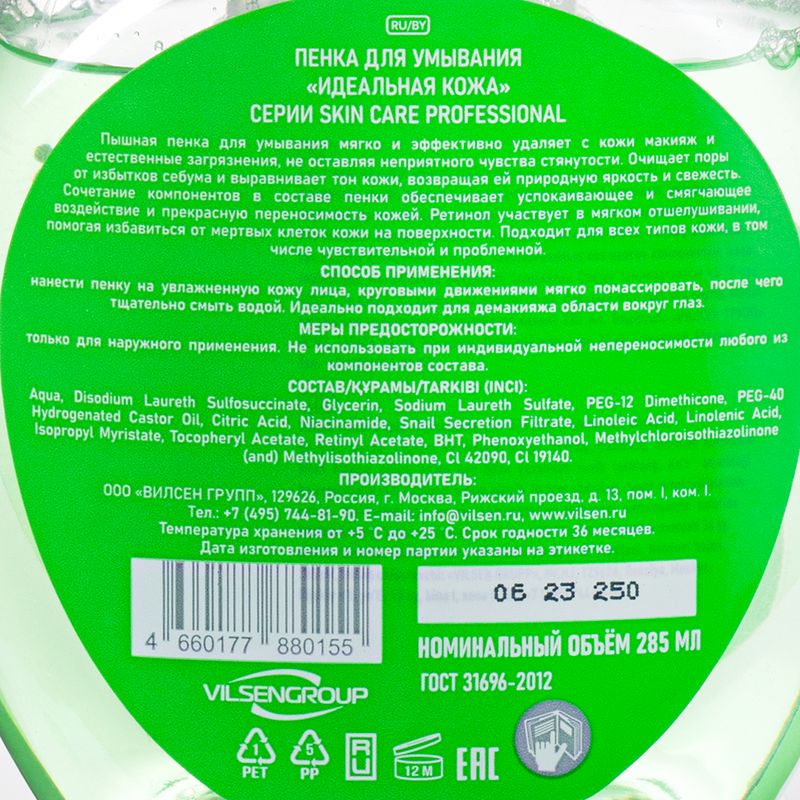 RU/BY
ПЕНКА ДЛЯ УМЫВАНИЯ
«ИДЕАЛЬНАЯ КОЖА»
СЕРИИ SKIN CARE PROFESSIONAL
Пышная пенка для умывания мягко и эффективно удаляет с кожи макияж и
естественные загрязнения, не оставляя неприятного чувства стянутости. Очищает поры
от избытков себума и выравнивает тон кожи, возвращая ей природную яркость и свежесть.
Сочетание компонентов в составе пенки обеспечивает успокаивающее и смягчающее
воздействие и прекрасную переносимость кожей. Ретинол участвует в мягком отшелушивании,
помогая избавиться от мертвых клеток кожи на поверхности. Подходит для всех типов кожи, в том
числе чувствительной и проблемной.
СПОСОБ ПРИМЕНЕНИЯ:
нанести пенку на увлажненную кожу лица, круговыми движениями мягко помассировать, после чего
тщательно смыть водой. Идеально подходит для демакияжа области вокруг глаз.
МЕРЫ ПРЕДОСТОРОЖНОСТИ:
только для наружного применения. Не использовать при индивидуальной непереносимости любого из
компонентов состава.
СОСТАВ/ҚҰРАМЫ/TARKIBI (INCI):
Aqua, Disodium Laureth Sulfosuccinate, Glycerin, Sodium Laureth Sulfate, PEG-12 Dimethicone, PEG-40
Hydrogenated Castor Oil, Citric Acid, Niacinamide, Snail Secretion Filtrate, Linoleic Acid, Linolenic Acid,
Isopropyl Myristate, Tocopheryl Acetate, Retinyl Acetate, BHT, Phenoxyethanol, Methylchloroisothiazolinone
(and) Methylisothiazolinone, Cl 42090, Cl 19140.
ПРОИЗВОДИТЕЛЬ:
ООО «ВИЛСЕН ГРУПП», 129626, Россия, г. Москва, Рижский проезд, д. 13, пом. I, ком. I.
Тел.: +7 (495) 744-81-90. E-mail: info@vilsen.ru, www.vilsen.ru
Температура хранения от +5 °C до +25 °C. Срок годности 36 месяцев.
Дата изготовления и номер партии указаны на этикетке.
06 23 250
4 660177 880155
НОМИНАЛЬНЫЙ ОБЪЁМ 285 МЛ
ГОСТ 31696-2012
VILSENGROUP
1 PET
5 PP
12 M
EAC